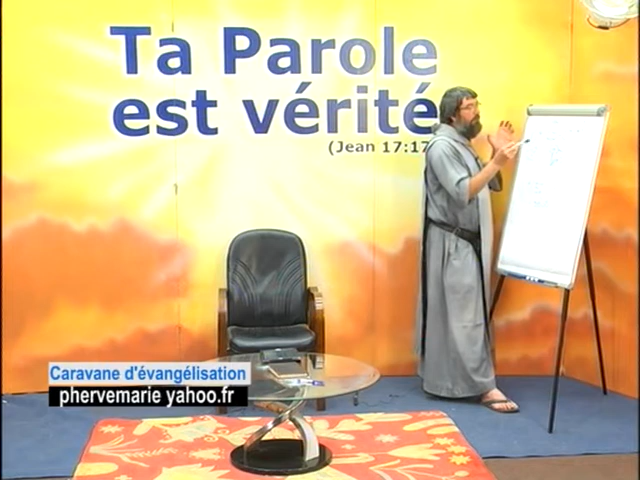 Ta Parole
est vérité
(Jean 17:17
Caravane d'évangélisation
phervemarie yahoo.fr